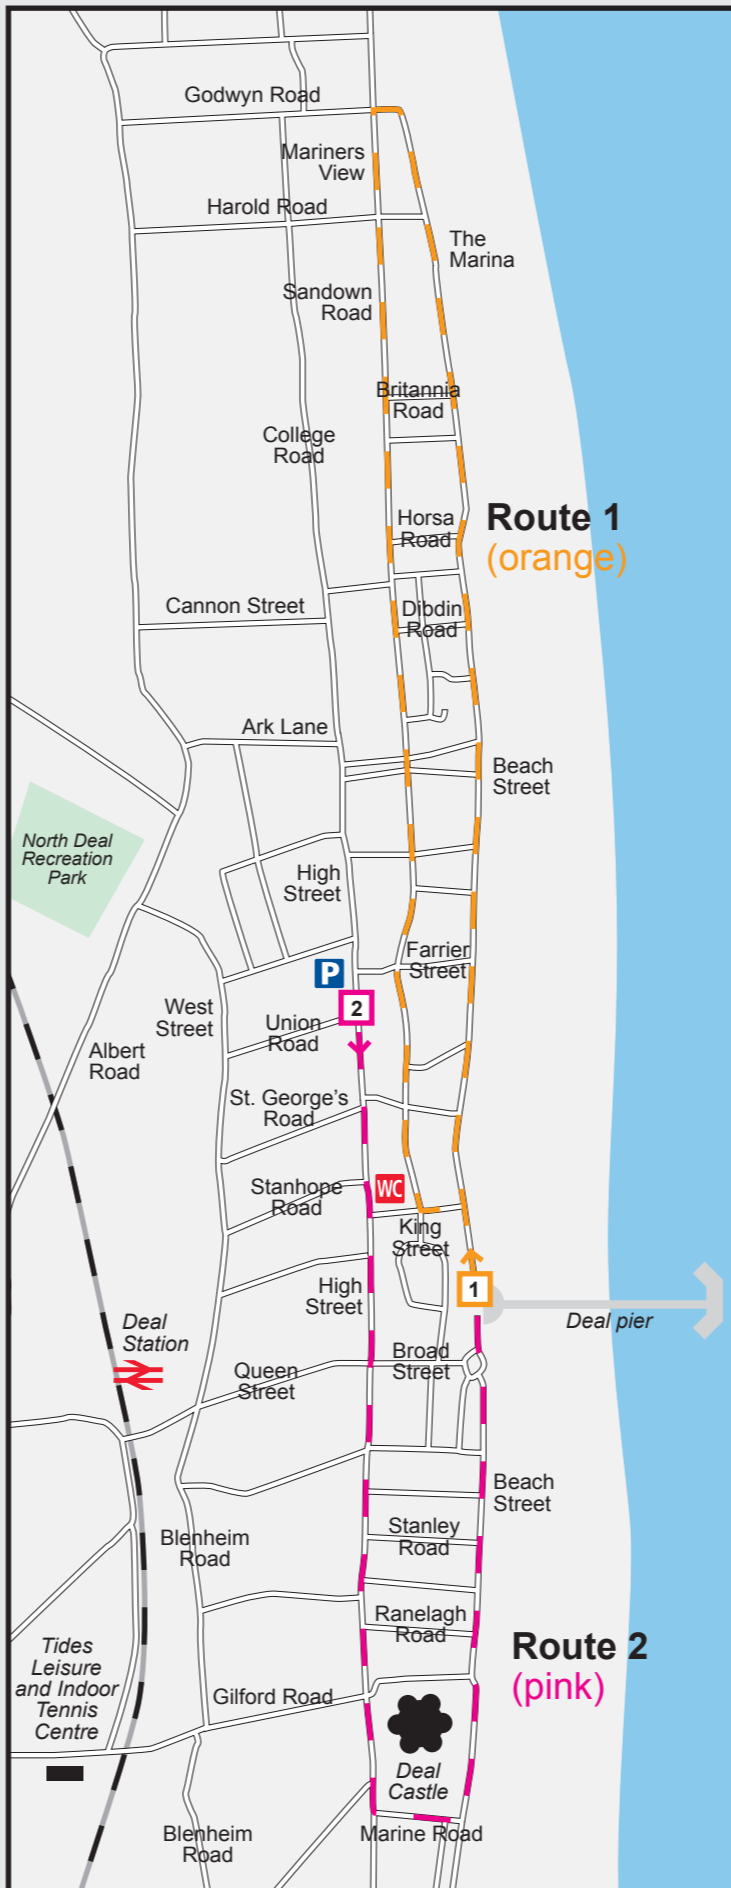 Godwyn Road
Mariners
View
Harold Road
The
Marina
Sandown
Road
Britannia
Road
College
Road
Horsa
Road
Route 1
(orange)
Cannon Street
Dibdin
Road
Ark Lane
Beach
Street
North Deal
Recreation
Park
High
Street
Farrier
Street
P
West
Street
2
Union
Road
Albert
Road
St. George's
Road
Stanhope
Road
WC
King
Street
High
Street
1
Deal pier
Deal
Station
Broad
Street
Queen
Street
Beach
Street
Stanley
Road
Blenheim
Road
Ranelagh
Road
Route 2
(pink)
Tides
Leisure
and Indoor
Tennis
Centre
Gilford Road
Deal
Castle
Blenheim
Road
Marine Road